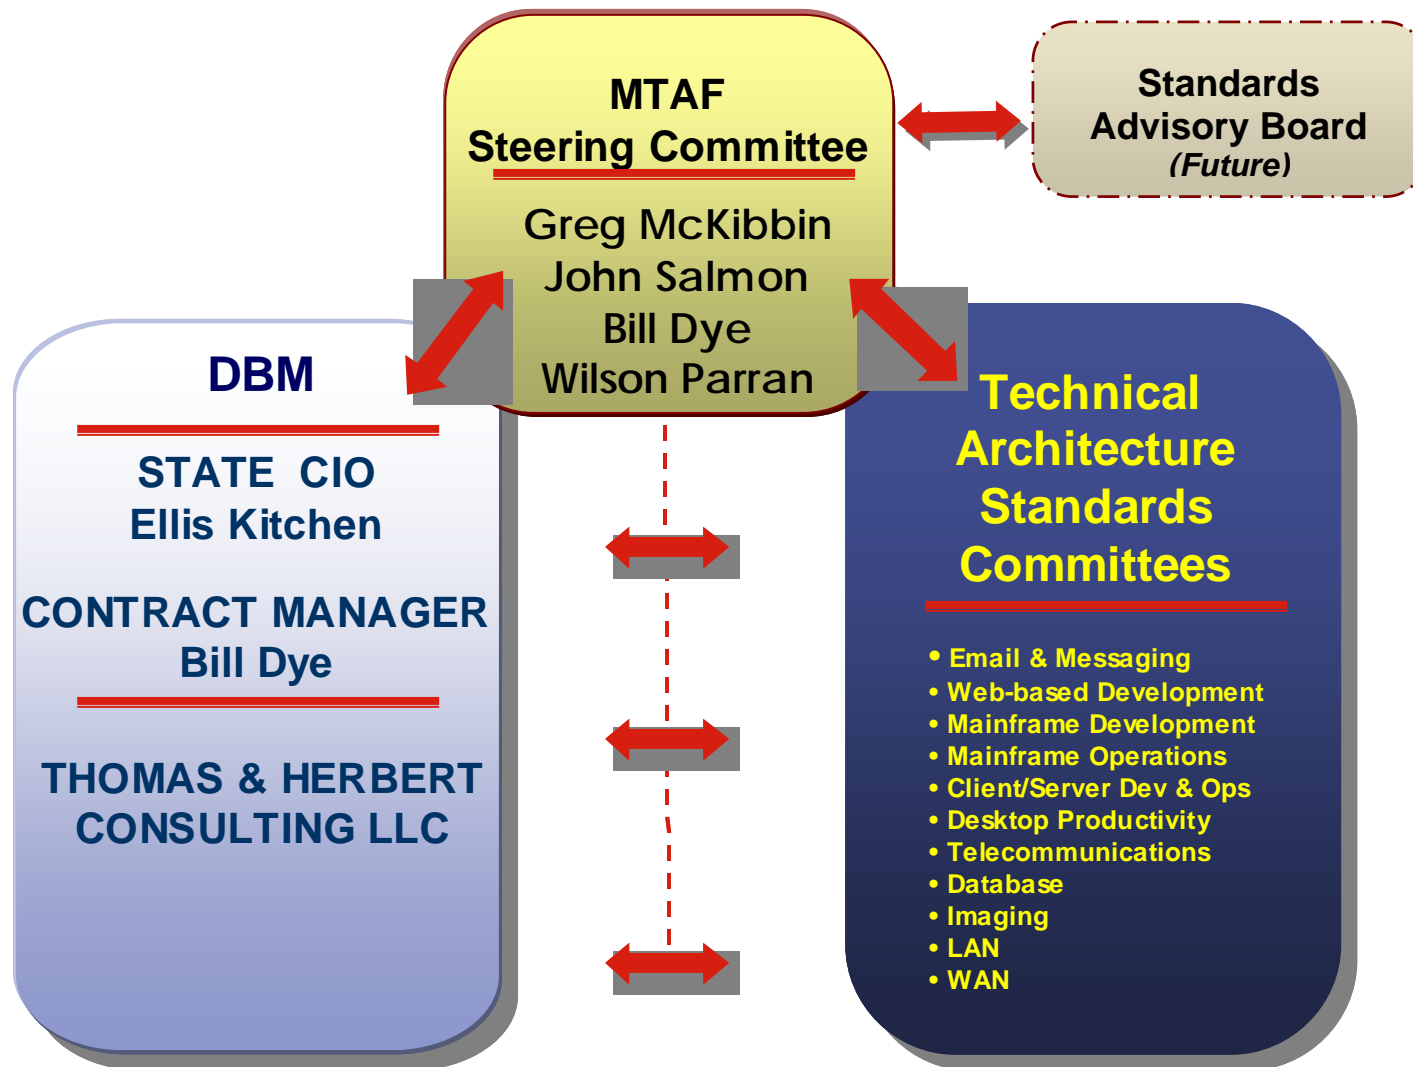 MTAF
Steering Committee
Greg McKibbin
John Salmon
Bill Dye
Wilson Parran
Standards
Advisory Board
(Future)
DBM
STATE CIO
Ellis Kitchen
CONTRACT MANAGER
Bill Dye
THOMAS & HERBERT
CONSULTING LLC
Technical
Architecture
Standards
Committees
• Email & Messaging
• Web-based Development
• Mainframe Development
• Mainframe Operations
• Client/Server Dev & Ops
• Desktop Productivity
• Telecommunications
• Database
• Imaging
• LAN
• WAN